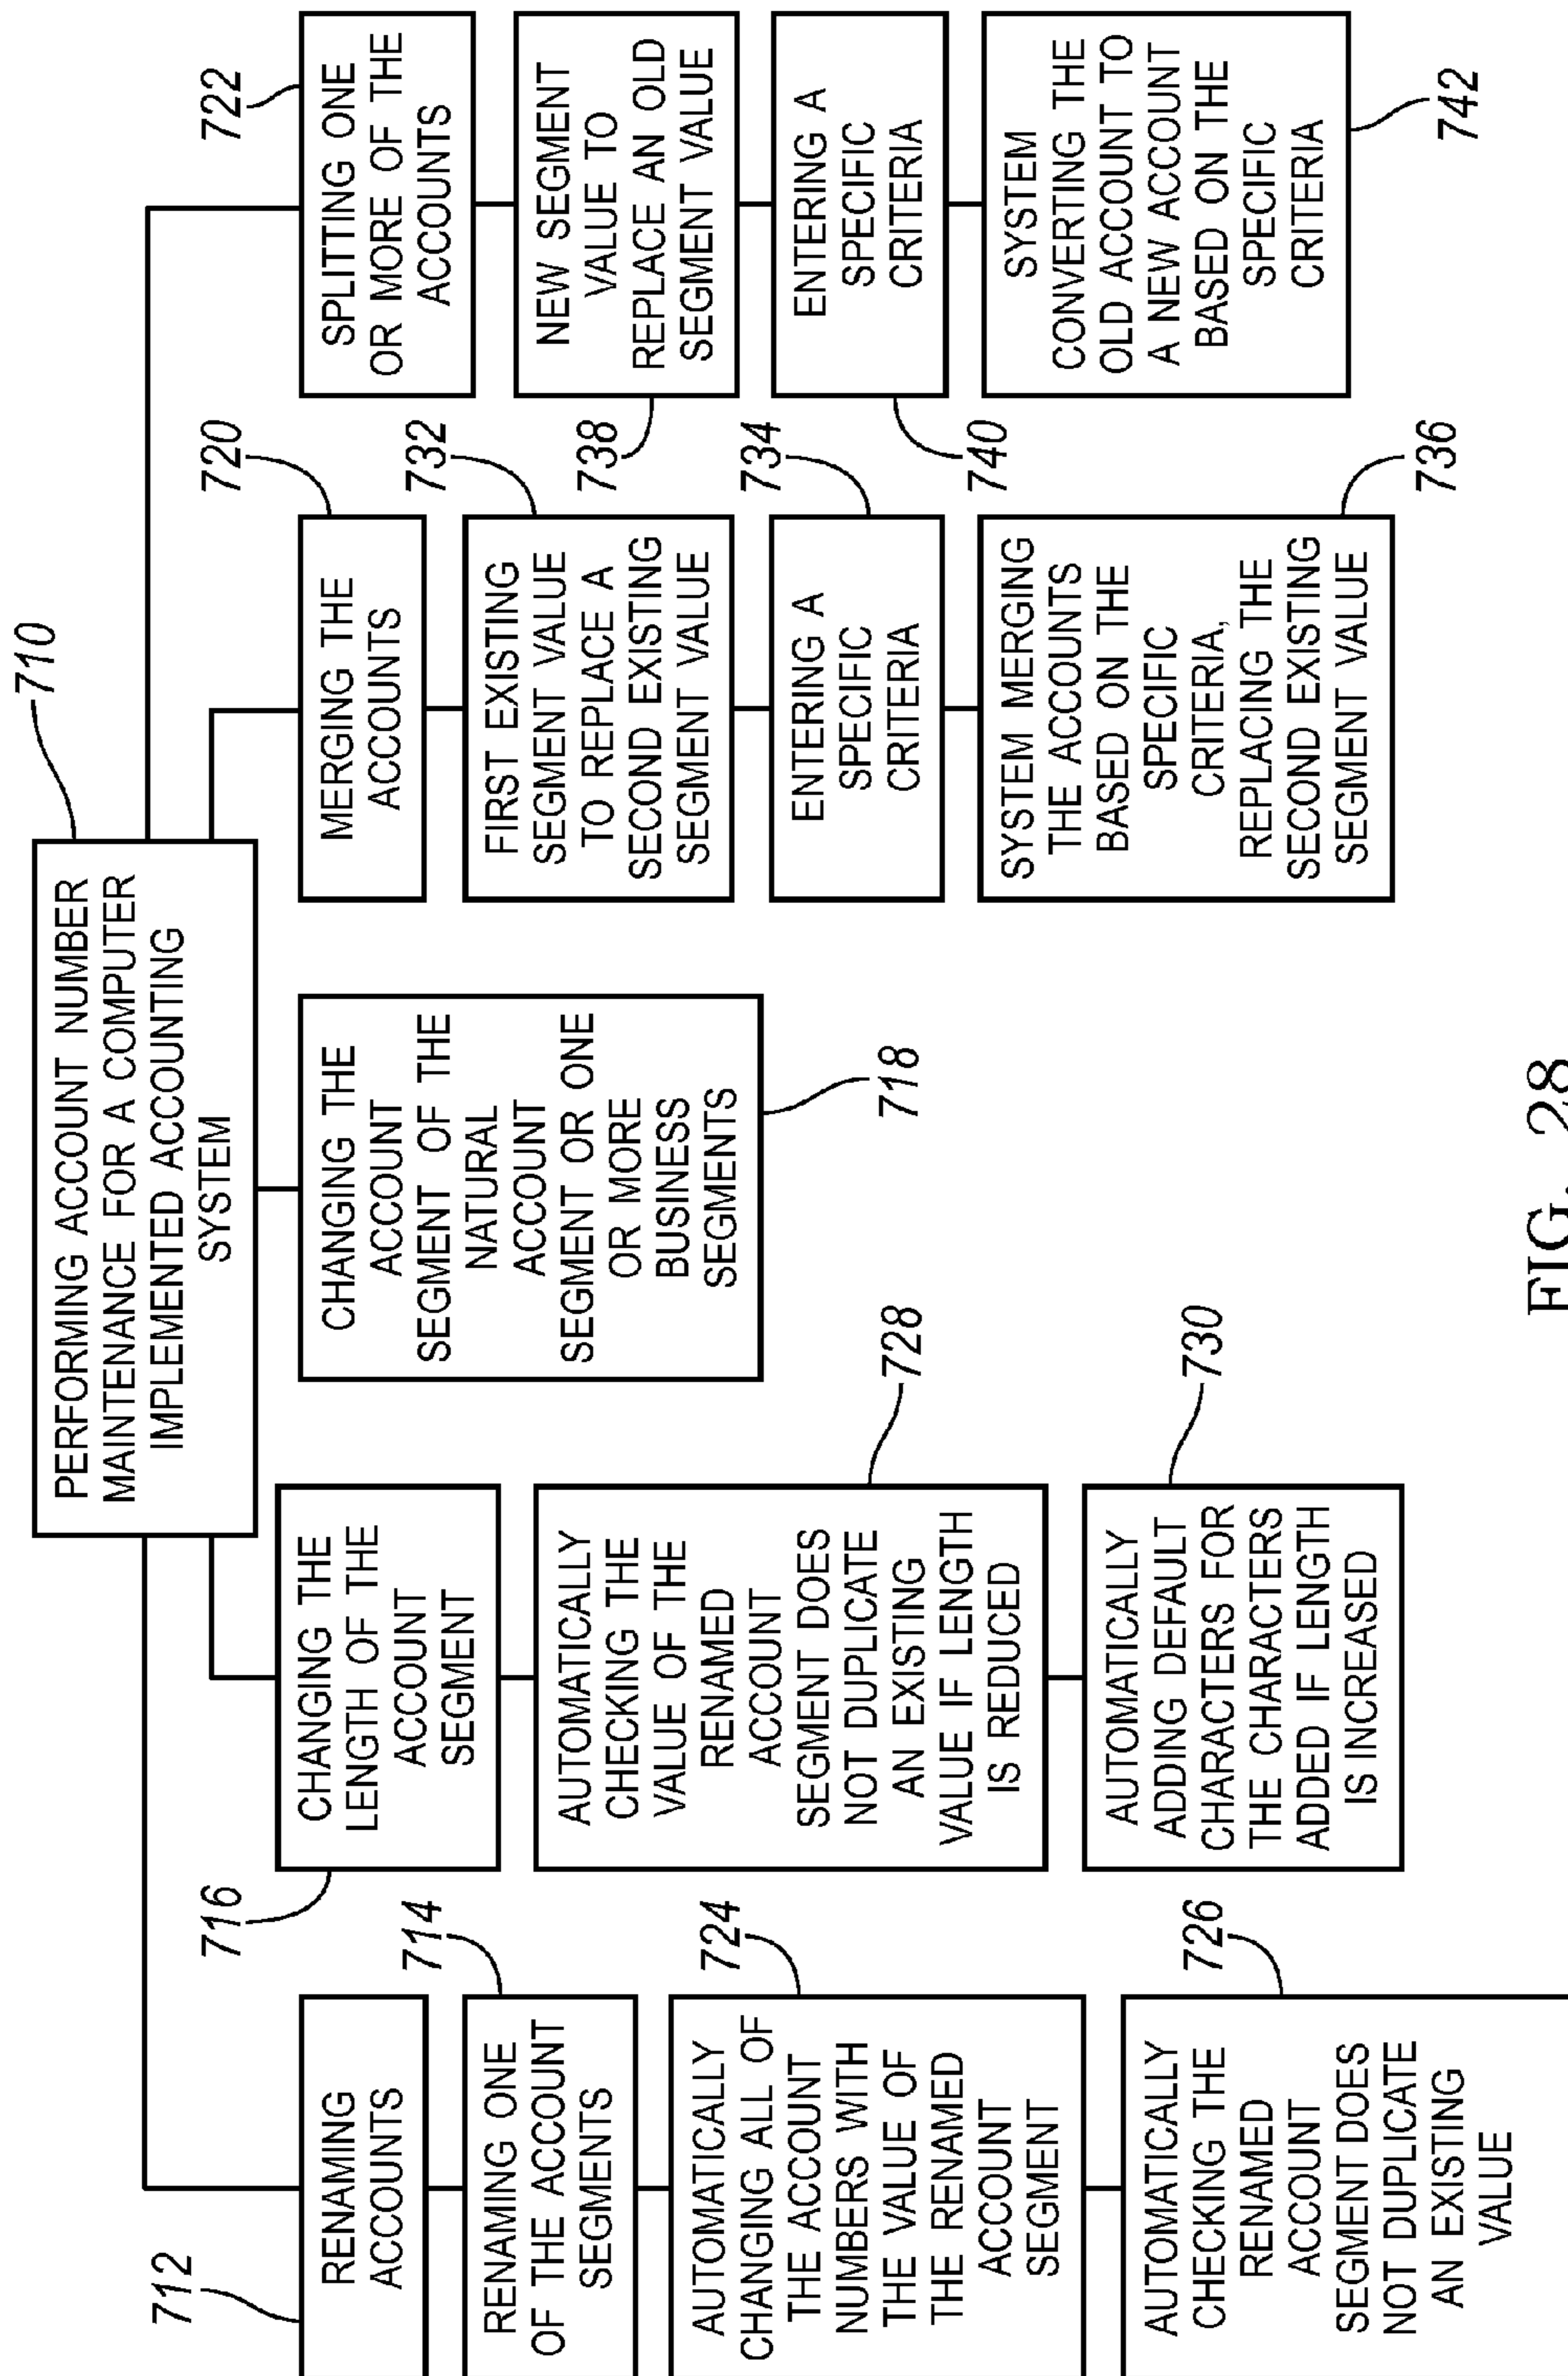 710
PERFORMING ACCOUNT NUMBER
MAINTENANCE FOR A COMPUTER
IMPLEMENTED ACCOUNTING
SYSTEM
712
RENAMING
ACCOUNTS
714
RENAMING ONE
OF THE ACCOUNT
SEGMENTS
724
AUTOMATICALLY
CHANGING ALL OF
THE ACCOUNT
NUMBERS WITH
THE VALUE OF
THE RENAMED
ACCOUNT
SEGMENT
726
AUTOMATICALLY
CHECKING THE
RENAMED
ACCOUNT
SEGMENT DOES
NOT DUPLICATE
AN EXISTING
VALUE
716
CHANGING THE
LENGTH OF THE
ACCOUNT
SEGMENT
728
AUTOMATICALLY
CHECKING THE
VALUE OF THE
RENAMED
ACCOUNT
SEGMENT DOES
NOT DUPLICATE
AN EXISTING
VALUE IF LENGTH
IS REDUCED
730
AUTOMATICALLY
ADDING DEFAULT
CHARACTERS FOR
THE CHARACTERS
ADDED IF LENGTH
IS INCREASED
718
CHANGING THE
ACCOUNT
SEGMENT OF THE
NATURAL
ACCOUNT
SEGMENT OR ONE
OR MORE
BUSINESS
SEGMENTS
720
MERGING THE
ACCOUNTS
732
FIRST EXISTING
SEGMENT VALUE
TO REPLACE A
SECOND EXISTING
SEGMENT VALUE
734
ENTERING A
SPECIFIC
CRITERIA
736
SYSTEM MERGING
THE ACCOUNTS
BASED ON THE
SPECIFIC
CRITERIA,
REPLACING THE
SECOND EXISTING
SEGMENT VALUE
722
SPLITTING ONE
OR MORE OF THE
ACCOUNTS
738
NEW SEGMENT
VALUE TO
REPLACE AN OLD
SEGMENT VALUE
740
ENTERING A
SPECIFIC
CRITERIA
742
SYSTEM
CONVERTING THE
OLD ACCOUNT TO
A NEW ACCOUNT
BASED ON THE
SPECIFIC
CRITERIA
FIG. 28